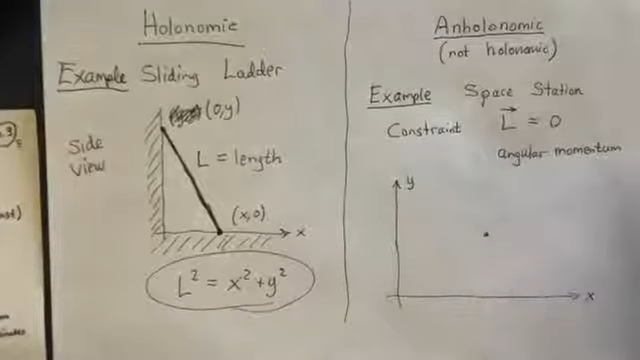 Holonomic
Example Sliding Ladder
Side
view
(0,y)
L = length
(x,0)
x
L² = x² + y²
Anholonomic
(not holonomic)
Example Space Station
Constraint L⃗ = 0
angular momentum
y
x